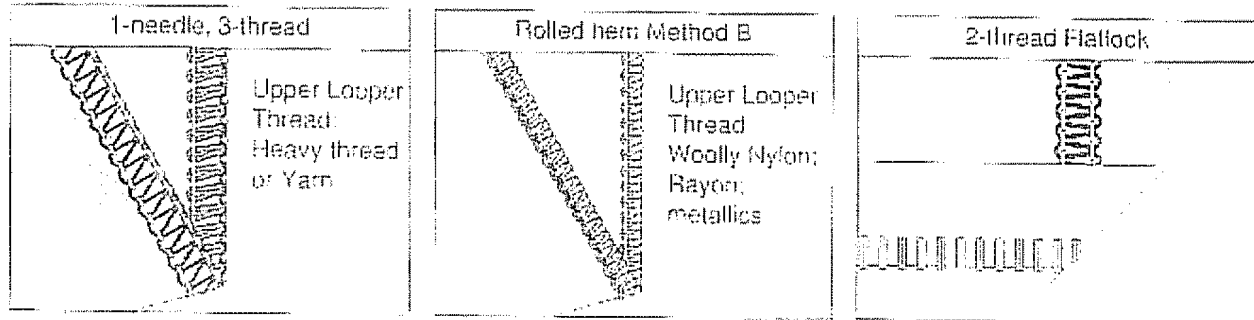 1-needle, 3-thread
Upper Looper
Thread:
Heavy thread
or Yarn
Rolled hem Method B
Upper Looper
Thread
Woolly Nylon;
Rayon;
metallics
2-thread Flatlock